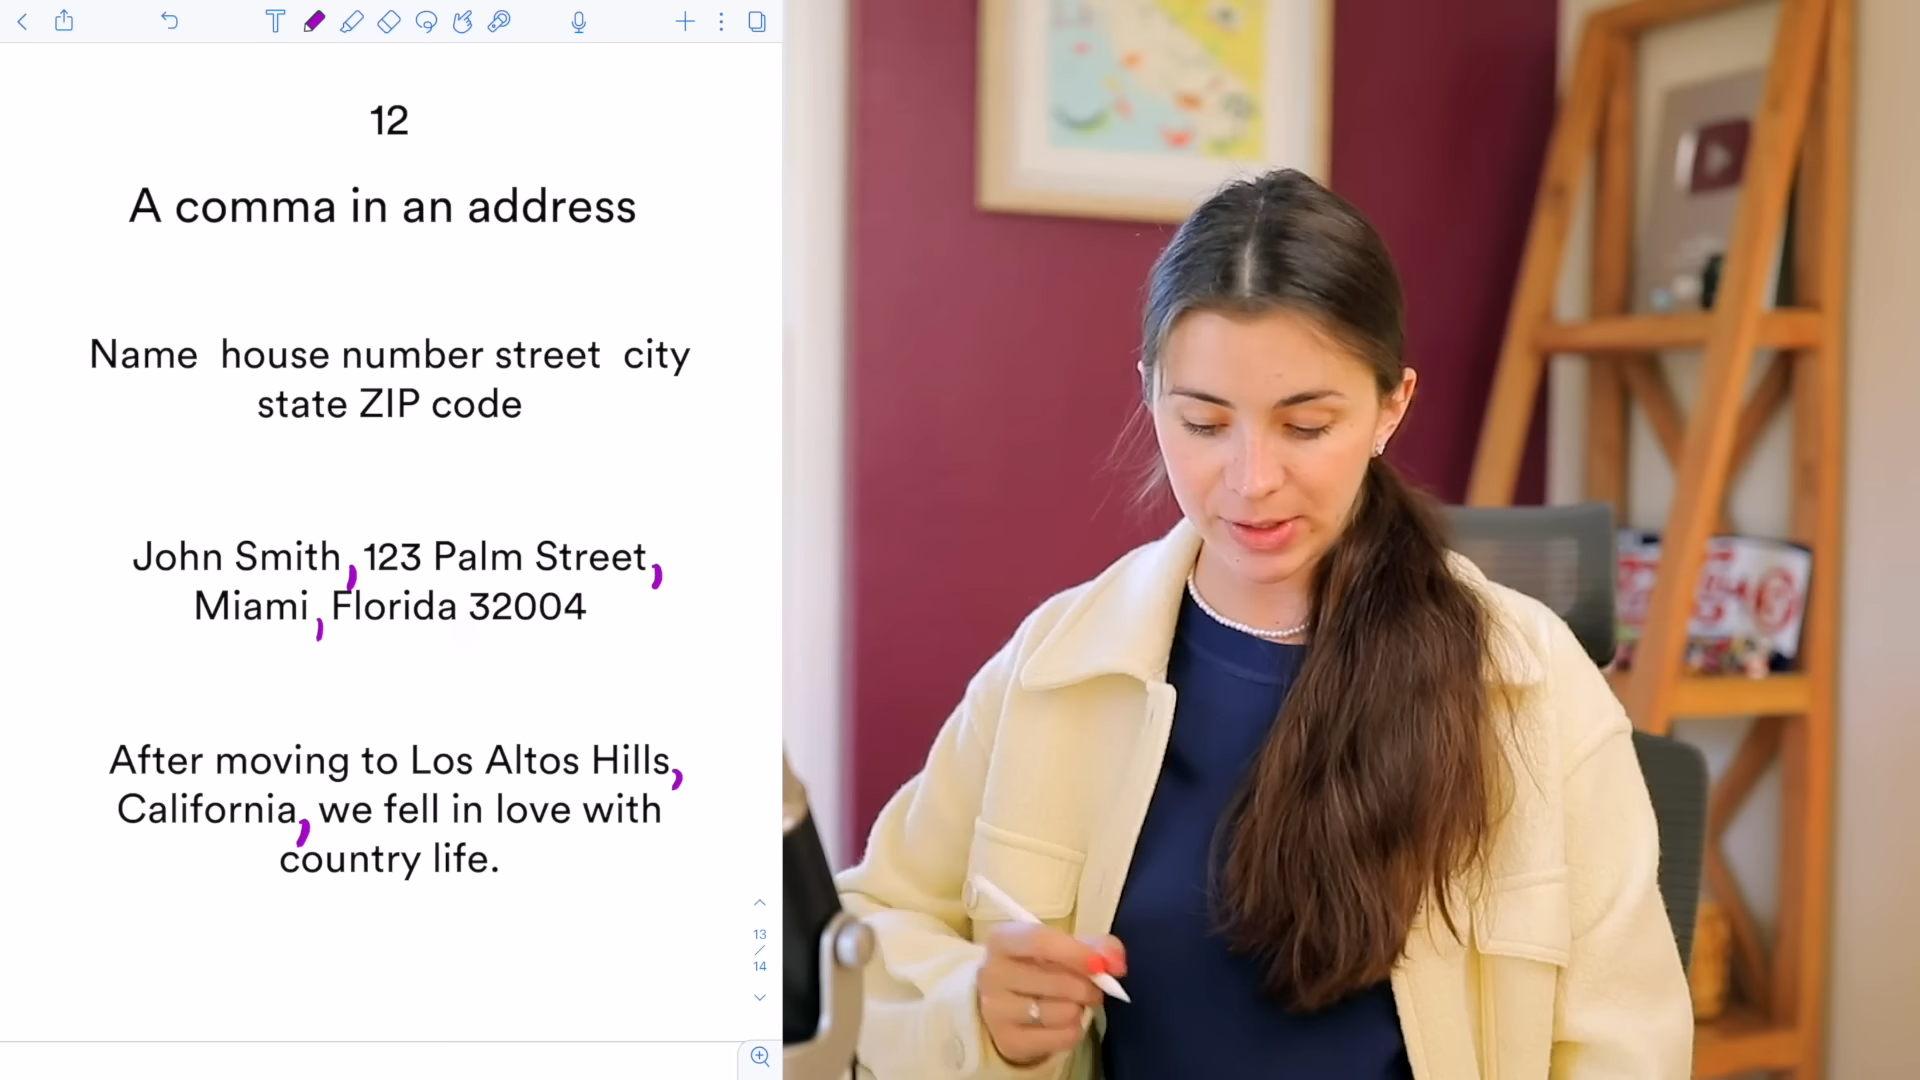 12
A comma in an address
Name house number street city
state ZIP code
John Smith, 123 Palm Street,
Miami, Florida 32004
After moving to Los Altos Hills,
California, we fell in love with
country life.
13
/
14